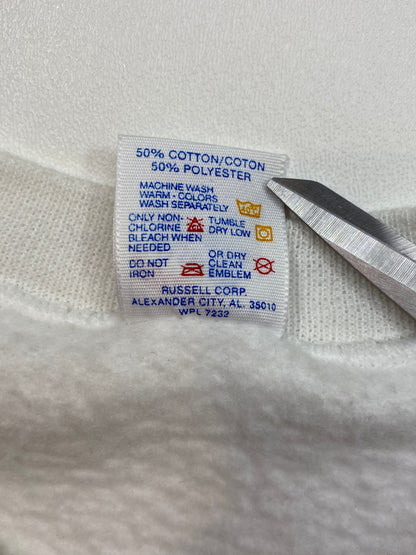 50% COTTON/COTON
50% POLYESTER
MACHINE WASH
WARM - COLORS
WASH SEPARATELY
ONLY NON-
CHLORINE
BLEACH WHEN
NEEDED
TUMBLE
DRY LOW
DO NOT
IRON
OR DRY
CLEAN
EMBLEM
RUSSELL CORP.
ALEXANDER CITY, AL. 35010
WPL 7232